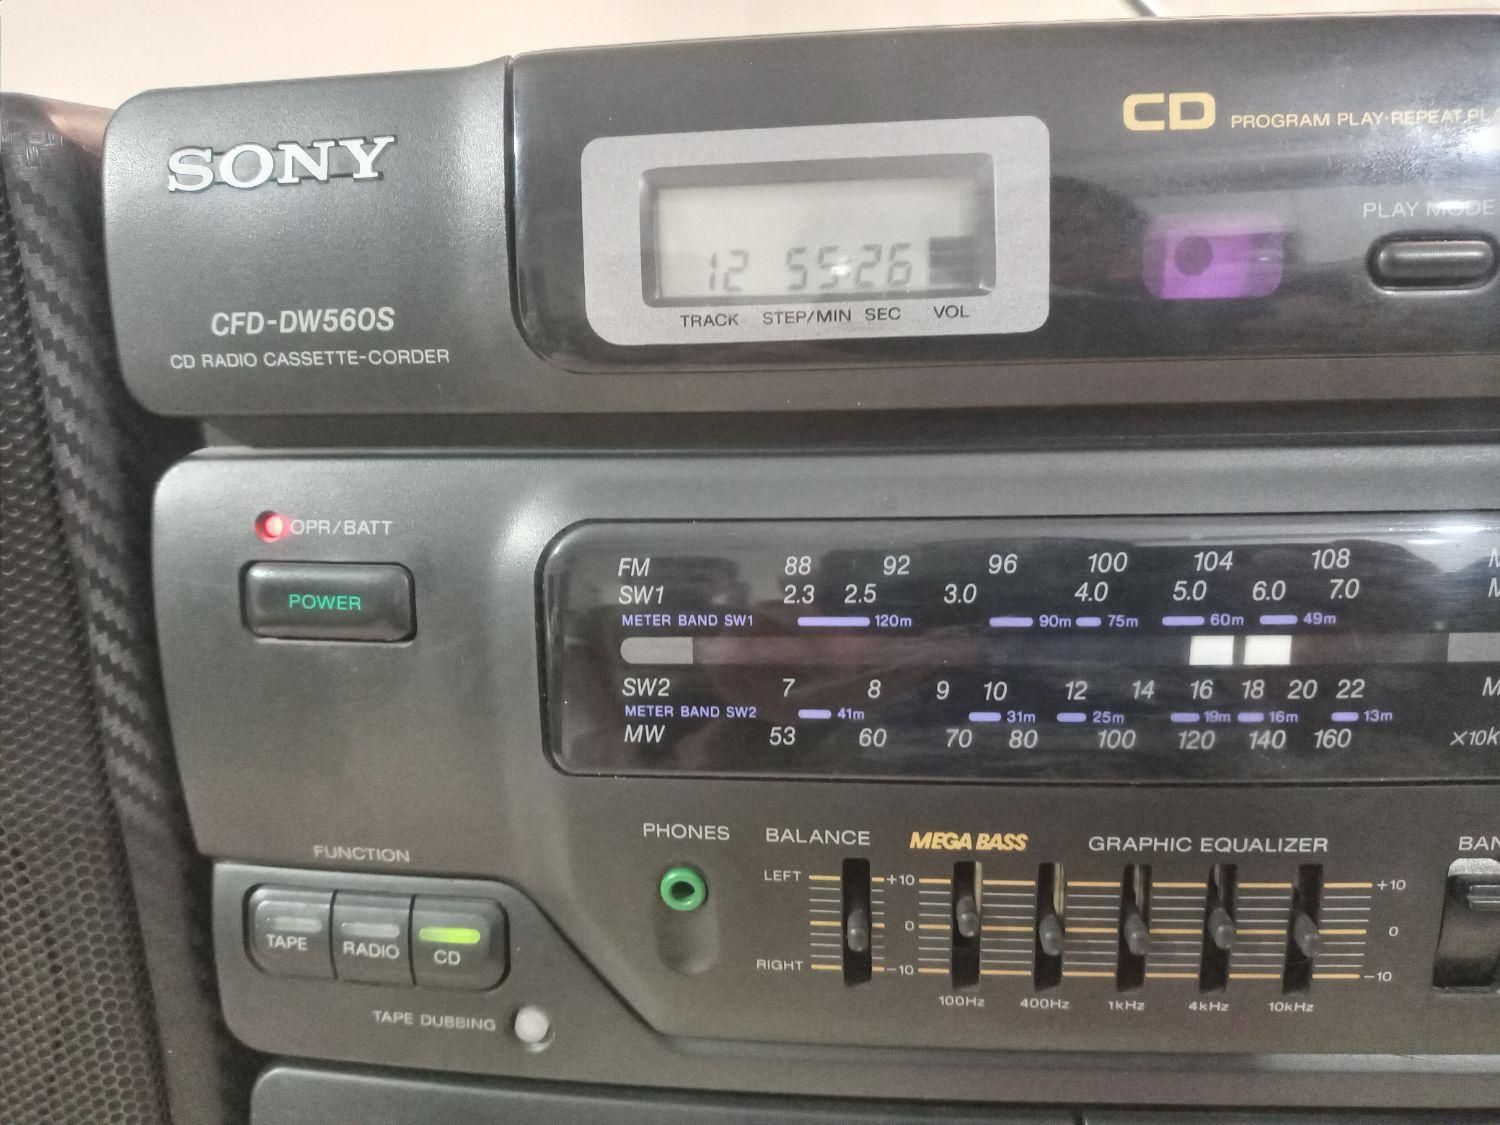 SONY
CD PROGRAM PLAY·REPEAT
PLAY MODE
12 55:26
TRACK STEP/MIN SEC VOL
CFD-DW560S
CD RADIO CASSETTE-CORDER
OPR/BATT
POWER
FM 88 92 96 100 104 108
SW1 2.3 2.5 3.0 4.0 5.0 6.0 7.0
METER BAND SW1 120m 90m 75m 60m 49m
SW2 7 8 9 10 12 14 16 18 20 22
METER BAND SW2 41m 31m 25m 19m 16m 13m
MW 53 60 70 80 100 120 140 160 ×10k
PHONES BALANCE MEGA BASS GRAPHIC EQUALIZER
LEFT +10 +10
0 0
RIGHT -10 -10
100Hz 400Hz 1kHz 4kHz 10kHz
FUNCTION
TAPE RADIO CD
TAPE DUBBING